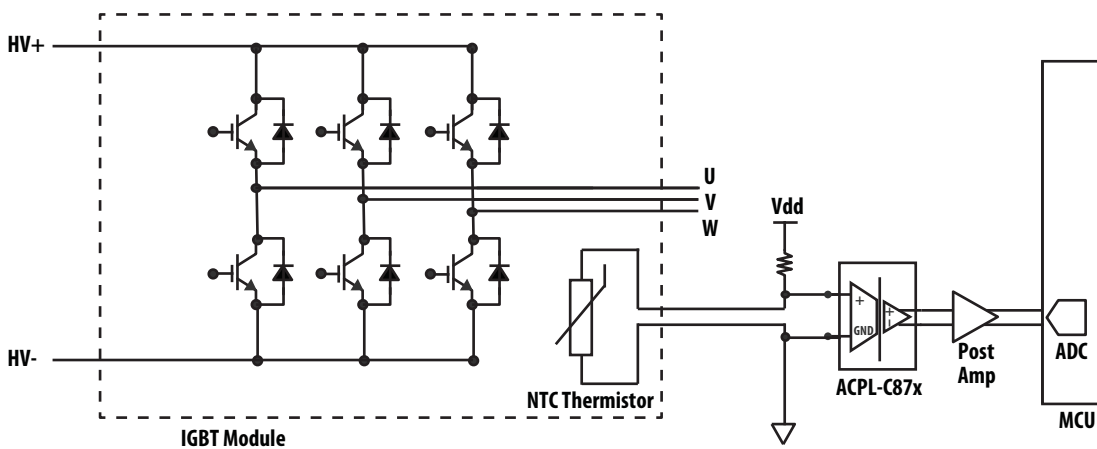 HV+
U
V
W
Vdd
+
GND
+
–
HV-
NTC Thermistor
IGBT Module
ACPL-C87x
Post
Amp
ADC
MCU